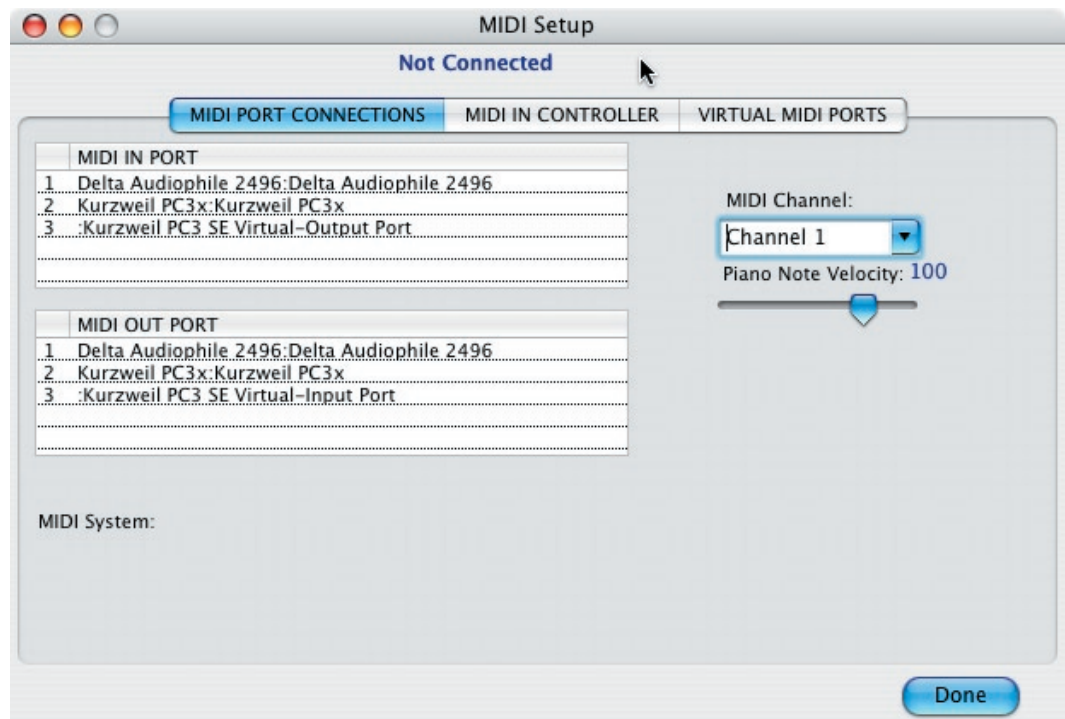 MIDI Setup
Not Connected
MIDI PORT CONNECTIONS
MIDI IN CONTROLLER
VIRTUAL MIDI PORTS
MIDI IN PORT
1 Delta Audiophile 2496:Delta Audiophile 2496
2 Kurzweil PC3x:Kurzweil PC3x
3 :Kurzweil PC3 SE Virtual-Output Port
MIDI Channel:
Channel 1
Piano Note Velocity: 100
MIDI OUT PORT
1 Delta Audiophile 2496:Delta Audiophile 2496
2 Kurzweil PC3x:Kurzweil PC3x
3 :Kurzweil PC3 SE Virtual-Input Port
MIDI System:
Done